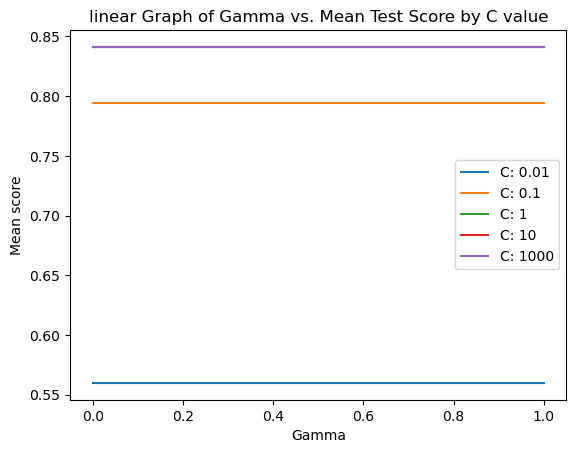 linear Graph of Gamma vs. Mean Test Score by C value
0.85
0.80
0.75
0.70
0.65
0.60
0.55
Mean score
C: 0.01
C: 0.1
C: 1
C: 10
C: 1000
0.0 0.2 0.4 0.6 0.8 1.0
Gamma